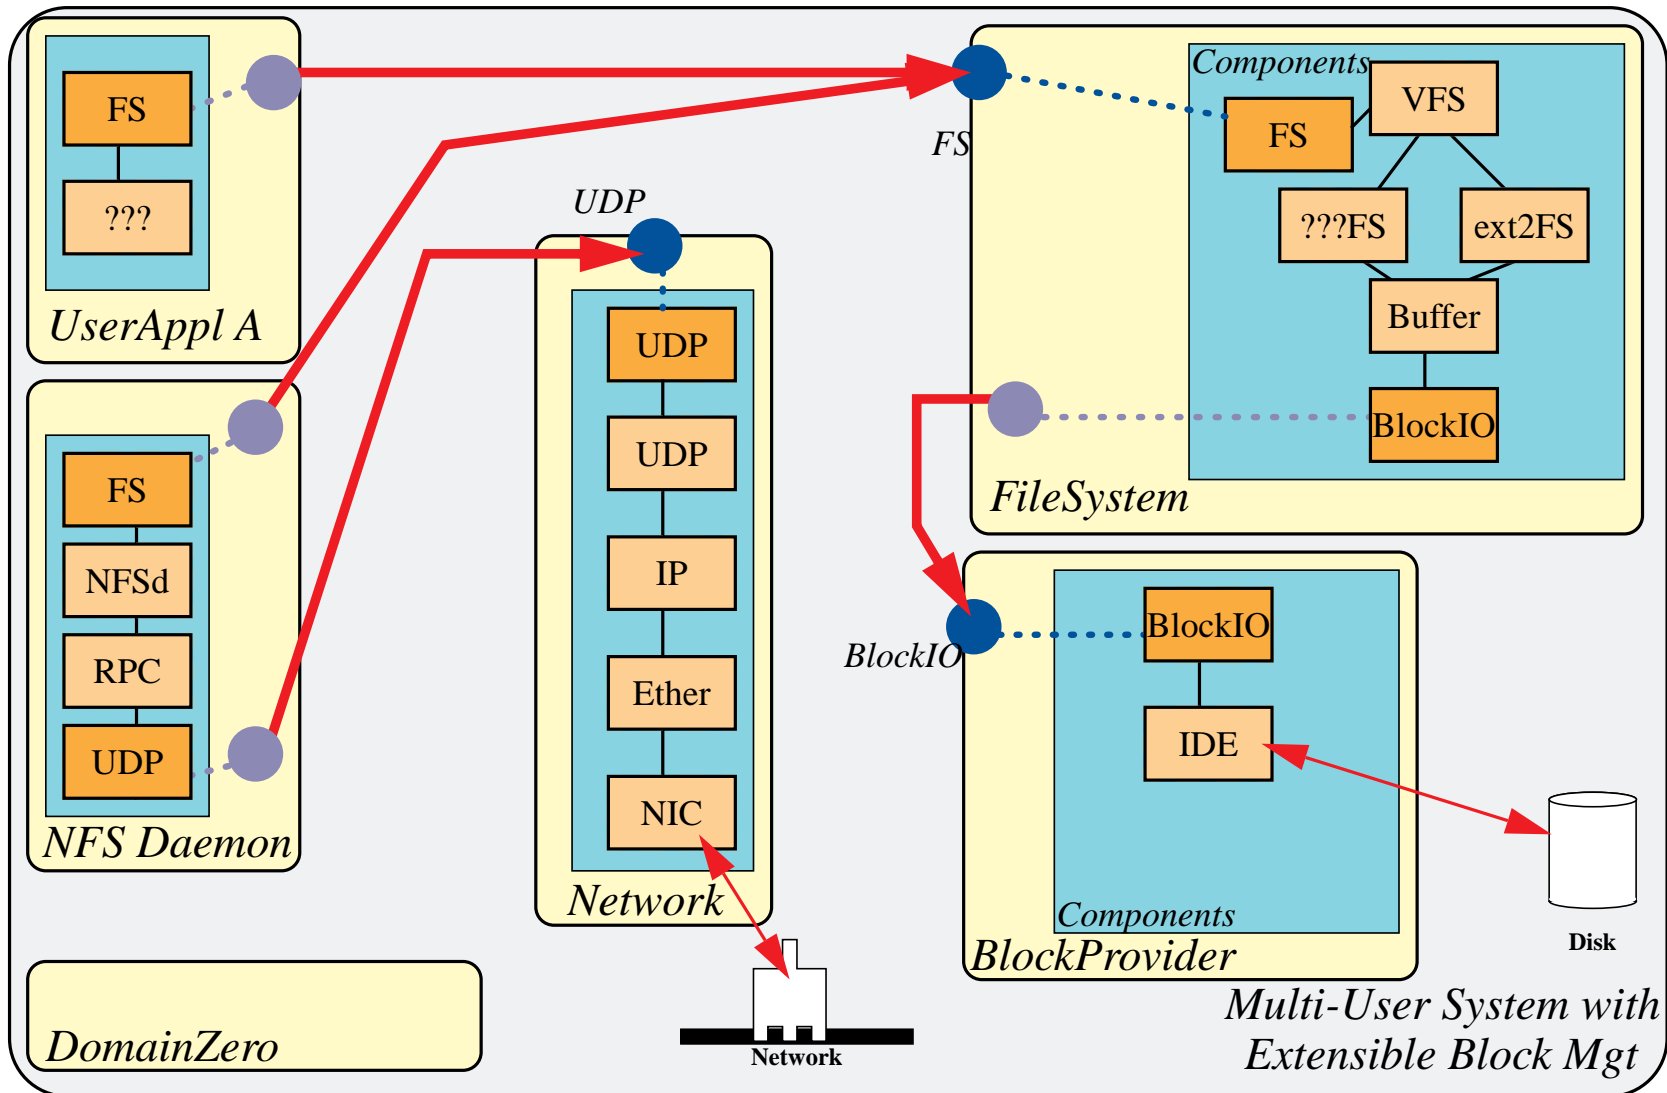 FS
???
UserAppl A
FS
NFSd
RPC
UDP
NFS Daemon
DomainZero
UDP
UDP
UDP
IP
Ether
NIC
Network
Network
FS
Components
FS
VFS
???FS
ext2FS
Buffer
BlockIO
FileSystem
BlockIO
BlockIO
IDE
Components
BlockProvider
Disk
Multi-User System with
Extensible Block Mgt